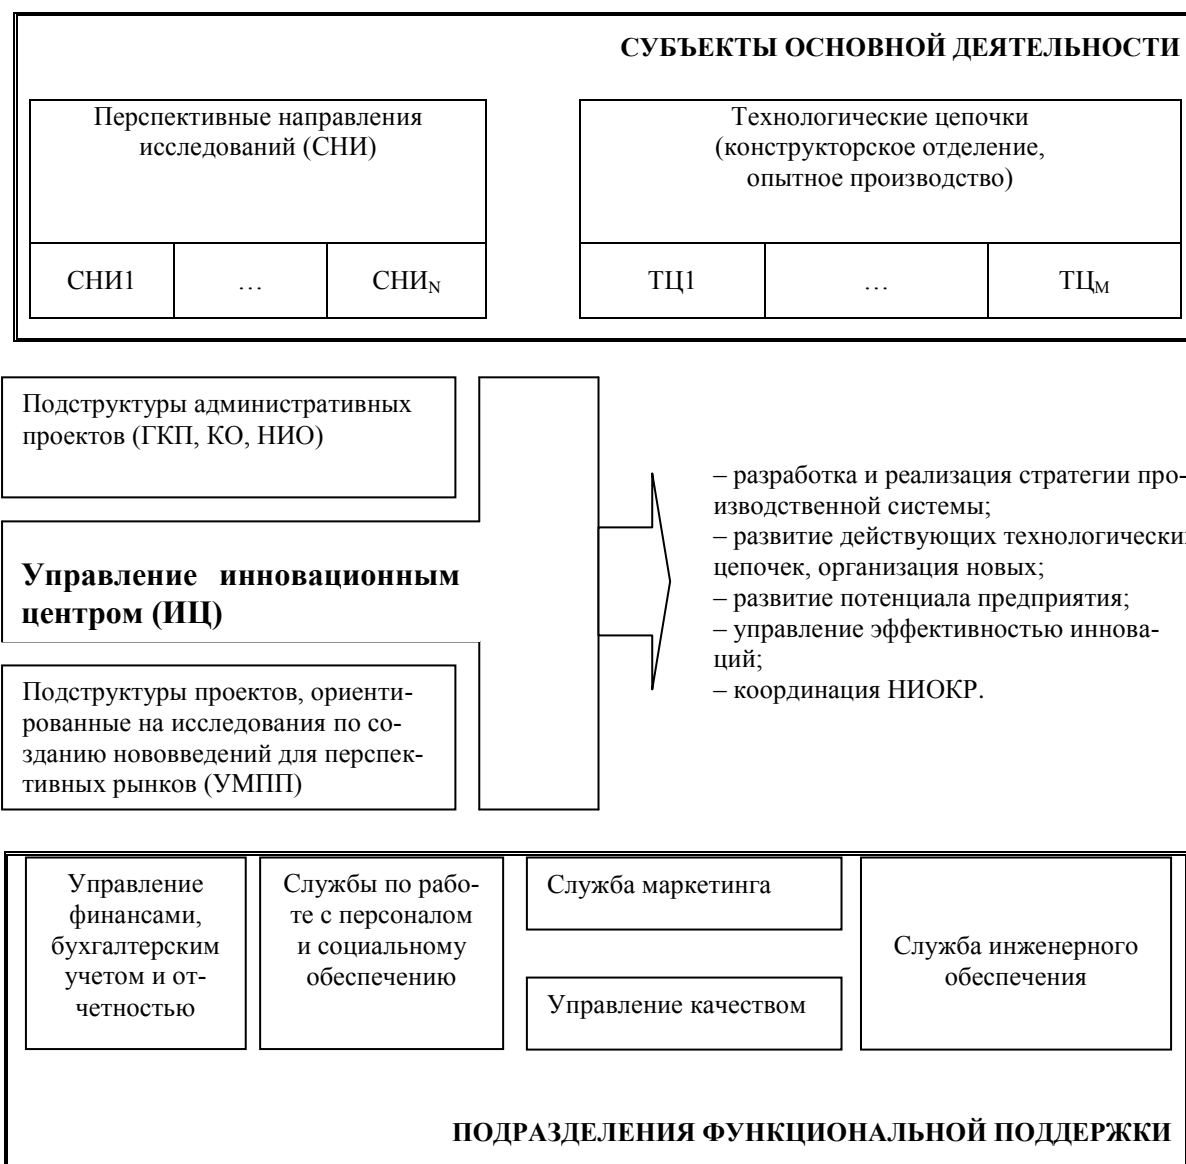 СУБЪЕКТЫ ОСНОВНОЙ ДЕЯТЕЛЬНОСТИ
Перспективные направления
исследований (СНИ)
СНИ1
…
СНИN
Технологические цепочки
(конструкторское отделение,
опытное производство)
ТЦ1
…
ТЦM
Подструктуры административных
проектов (ГКП, КО, НИО)
Управление инновационным
центром (ИЦ)
Подструктуры проектов, ориенти-
рованные на исследования по со-
зданию нововведений для перспек-
тивных рынков (УМПП)
– разработка и реализация стратегии про-
изводственной системы;
– развитие действующих технологически
цепочек, организация новых;
– развитие потенциала предприятия;
– управление эффективностью иннова-
ций;
– координация НИОКР.
Управление
финансами,
бухгалтерским
учетом и от-
четностью
Службы по рабо-
те с персоналом
и социальному
обеспечению
Служба маркетинга
Управление качеством
Служба инженерного
обеспечения
ПОДРАЗДЕЛЕНИЯ ФУНКЦИОНАЛЬНОЙ ПОДДЕРЖКИ